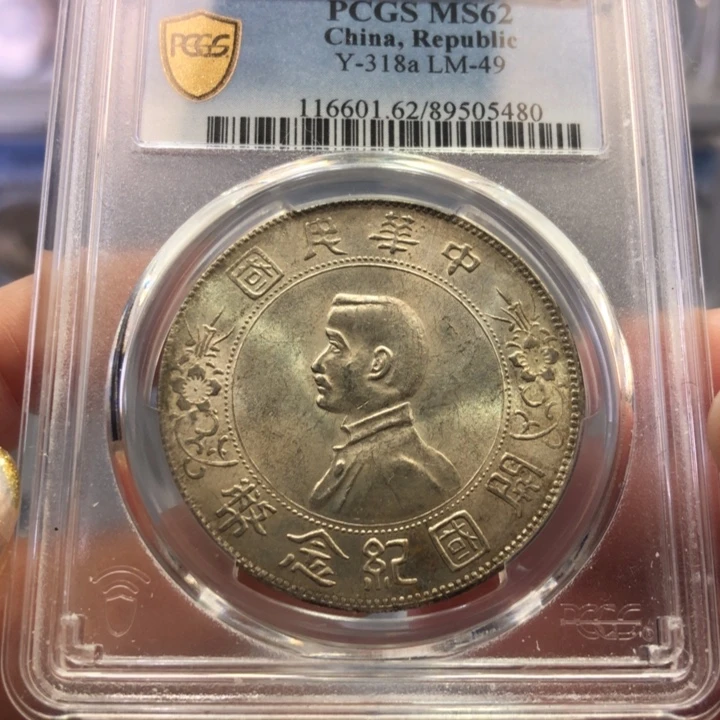 PCGS
PCGS MS62
China, Republic
Y-318a LM-49
116601.62/89505480
中華民國
開國紀念幣
PCGS